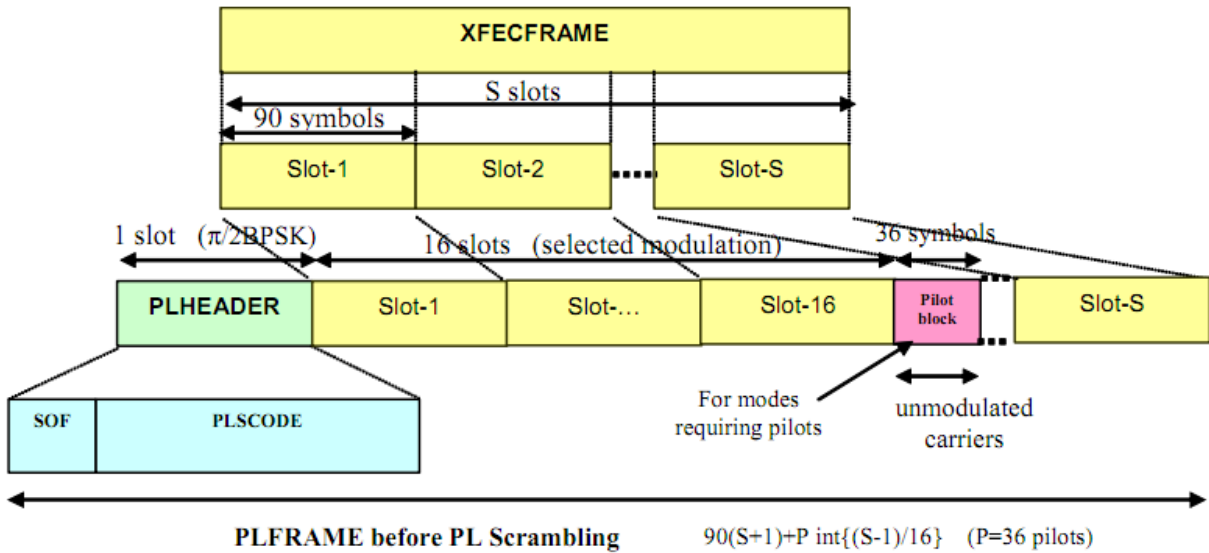 XFECFRAME
S slots
90 symbols
Slot-1
Slot-2
Slot-S
1 slot (π/2BPSK)
16 slots (selected modulation)
36 symbols
PLHEADER
Slot-1
Slot-...
Slot-16
Pilot
block
Slot-S
For modes
requiring pilots
unmodulated
carriers
SOF
PLSCODE
PLFRAME before PL Scrambling 90(S+1)+P int{(S-1)/16} (P=36 pilots)